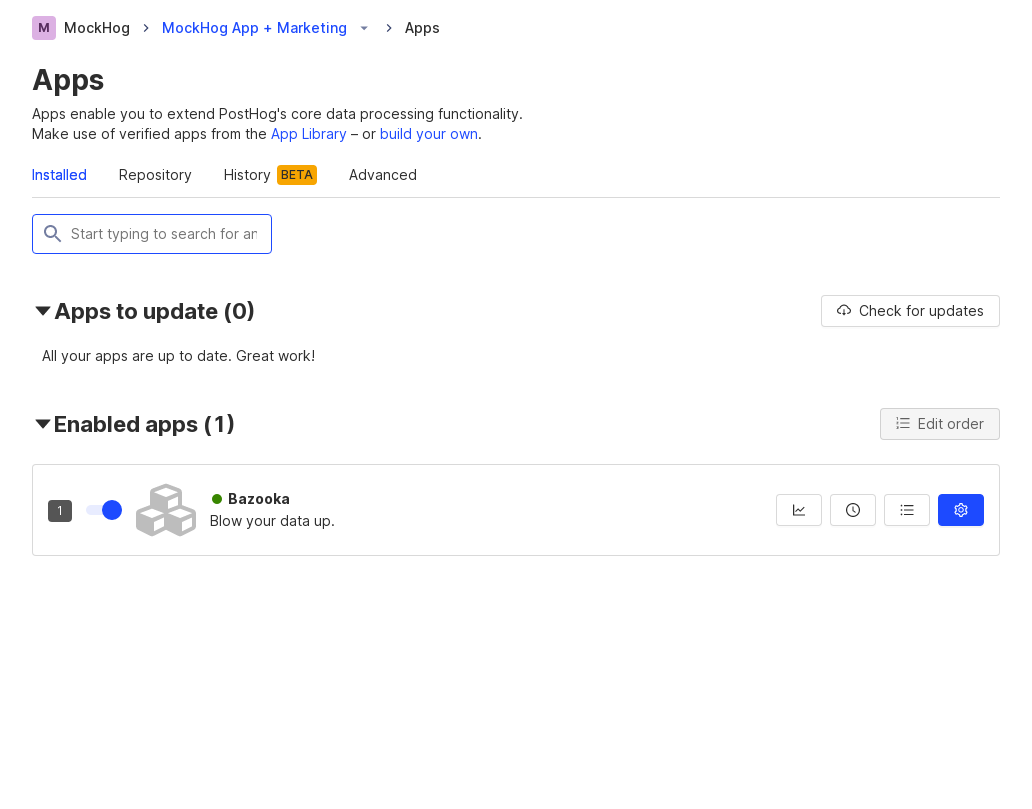 M MockHog MockHog App + Marketing Apps
Apps
Apps enable you to extend PostHog's core data processing functionality.
Make use of verified apps from the App Library – or build your own.
Installed Repository History BETA Advanced
Start typing to search for an
Apps to update (0) Check for updates
All your apps are up to date. Great work!
Enabled apps (1) Edit order
1 Bazooka
Blow your data up.